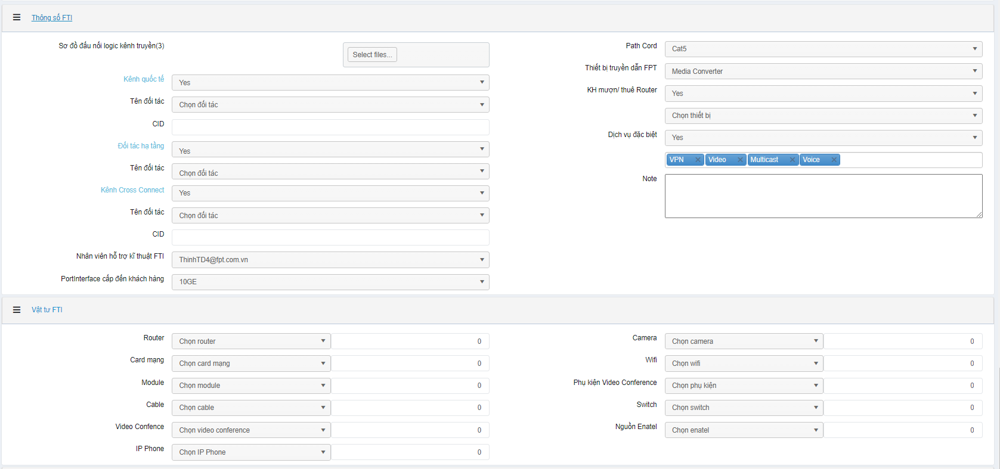 Thông số FTI
Sơ đồ đấu nối logic kênh truyền(3)
Select files...
Kênh quốc tế
Yes
Tên đối tác
Chọn đối tác
CID
Đối tác hạ tầng
Yes
Tên đối tác
Chọn đối tác
Kênh Cross Connect
Yes
Tên đối tác
Chọn đối tác
CID
Nhân viên hỗ trợ kĩ thuật FTI
ThinhTD4@fpt.com.vn
PortInterface cấp đến khách hàng
10GE
Path Cord
Cat5
Thiết bị truyền dẫn FPT
Media Converter
KH mượn/ thuê Router
Yes
Chọn thiết bị
Dịch vụ đặc biệt
Yes
VPN Video Multicast Voice
Note
Vật tư FTI
Router
Chọn router 0
Card mạng
Chọn card mạng 0
Module
Chọn module 0
Cable
Chọn cable 0
Video Confence
Chọn video conference 0
IP Phone
Chọn IP Phone 0
Camera
Chọn camera 0
Wifi
Chọn wifi 0
Phụ kiện Video Conference
Chọn phụ kiện 0
Switch
Chọn switch 0
Nguồn Enatel
Chọn enatel 0